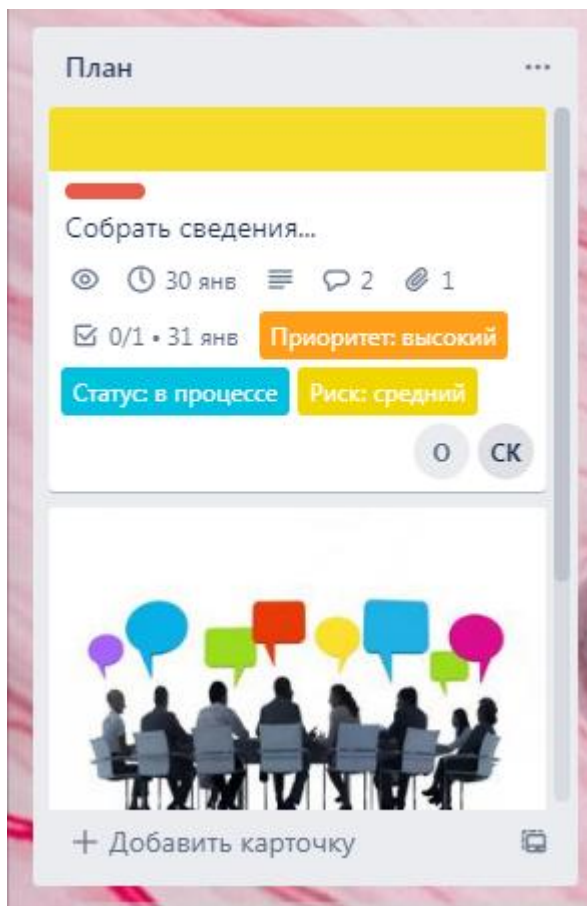 План
Собрать сведения...
30 янв 2 1
0/1 • 31 янв Приоритет: высокий
Статус: в процессе Риск: средний
О СК
+ Добавить карточку